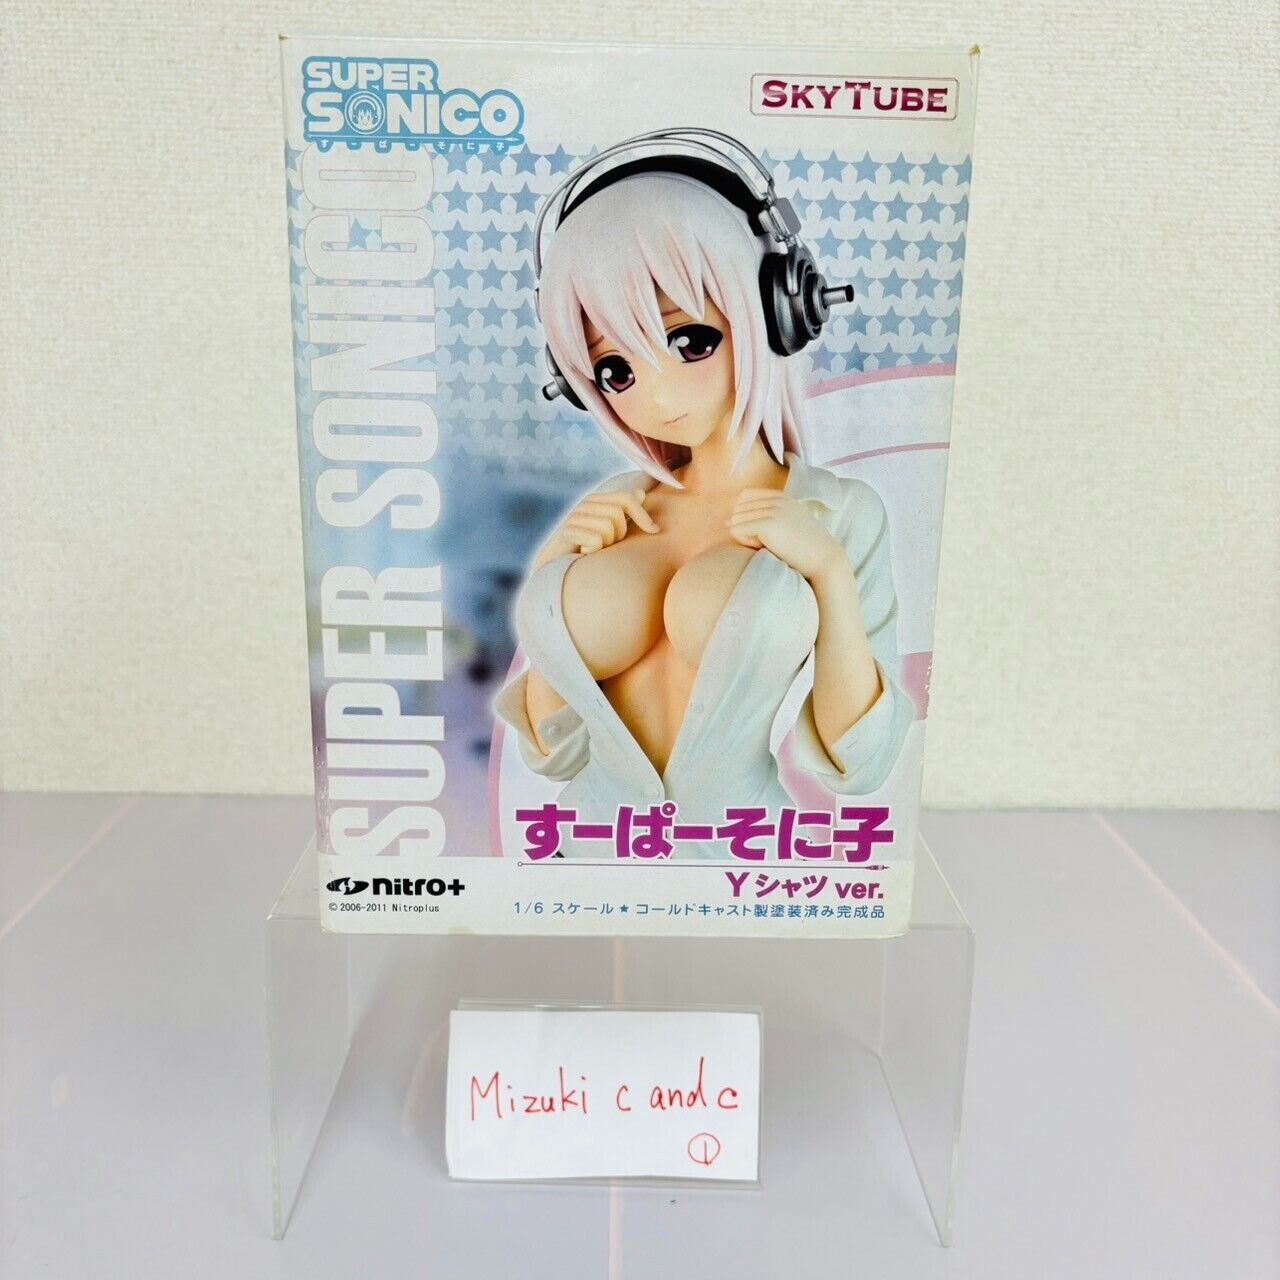 SUPER
SONICO
すーぱーそに子
SKYTUBE
SUPER SONICO
すーぱーそに子
Yシャツ ver.
nitro+
© 2006-2011 Nitroplus
1/6 スケール★コールドキャスト製塗装済み完成品
Mizuki c and c
①